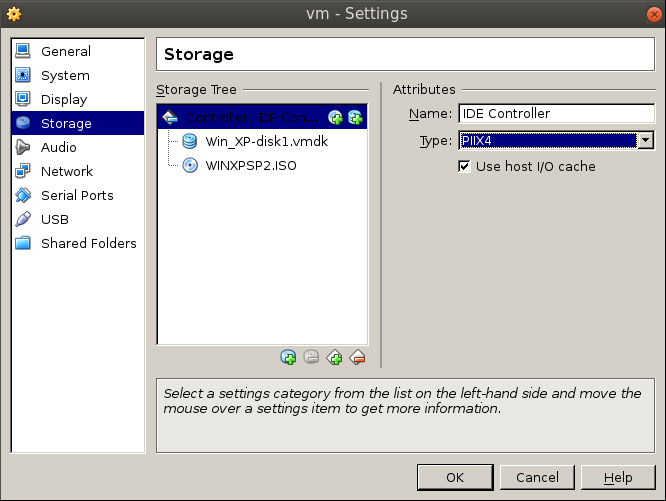 vm - Settings
General
System
Display
Storage
Audio
Network
Serial Ports
USB
Shared Folders
Storage
Storage Tree
Controller: IDE Con...
Win_XP-disk1.vmdk
WINXPSP2.ISO
Attributes
Name: IDE Controller
Type: PIIX4
Use host I/O cache
Select a settings category from the list on the left-hand side and move the
mouse over a settings item to get more information.
OK
Cancel
Help